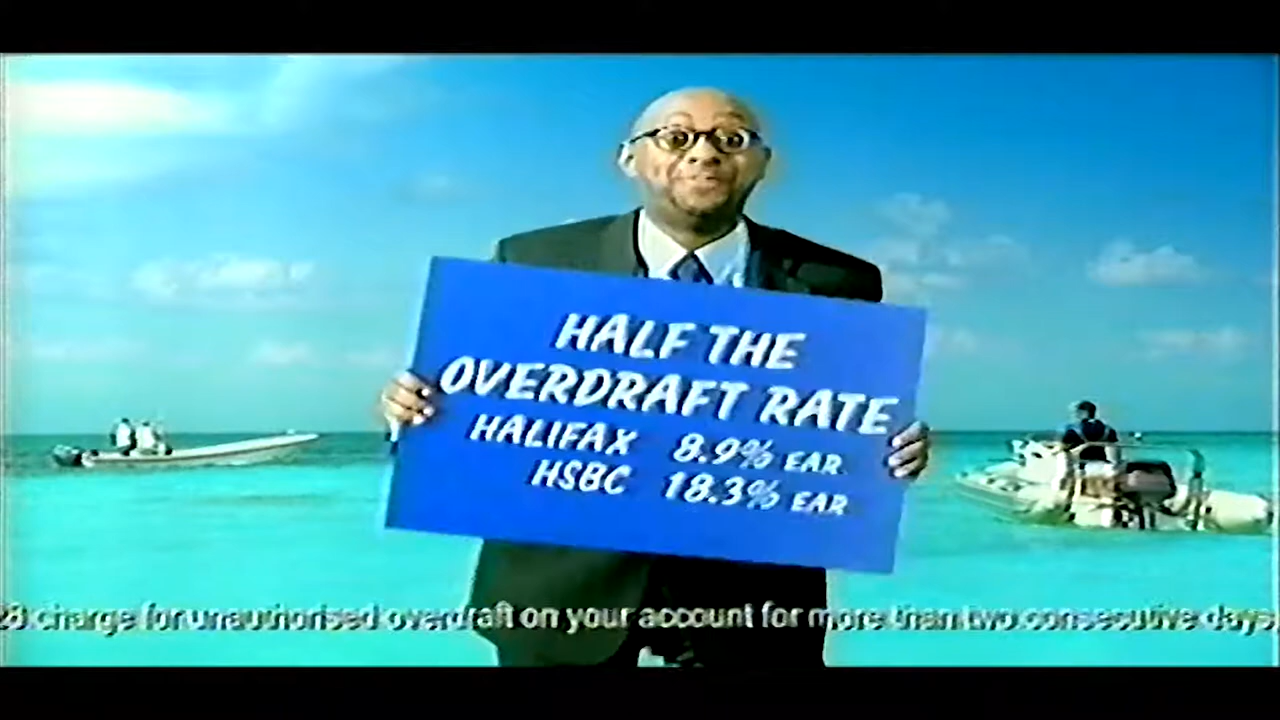 HALF THE
OVERDRAFT RATE
HALIFAX 8.9% EAR
HSBC 18.3% EAR
28 charge for unauthorised overdraft on your account for more than two consecutive days